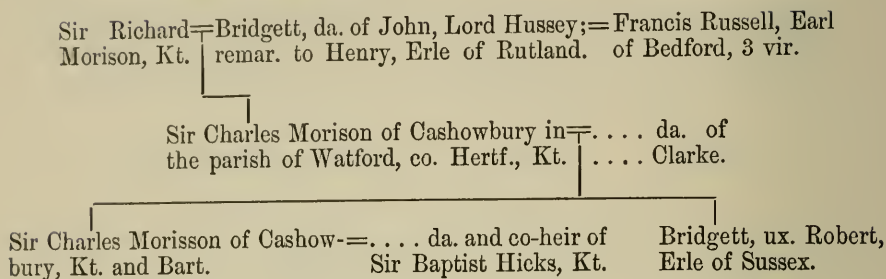 Sir Richard=Bridgett, da. of John, Lord Hussey;=Francis Russell, Earl
Morison, Kt. remar. to Henry, Erle of Rutland. of Bedford, 3 vir.
Sir Charles Morison of Cashowbury in=. . . . da. of
the parish of Watford, co. Hertf., Kt. . . . . Clarke.
Sir Charles Morisson of Cashow-=. . . . da. and co-heir of Bridgett, ux. Robert,
bury, Kt. and Bart. Sir Baptist Hicks, Kt. Erle of Sussex.